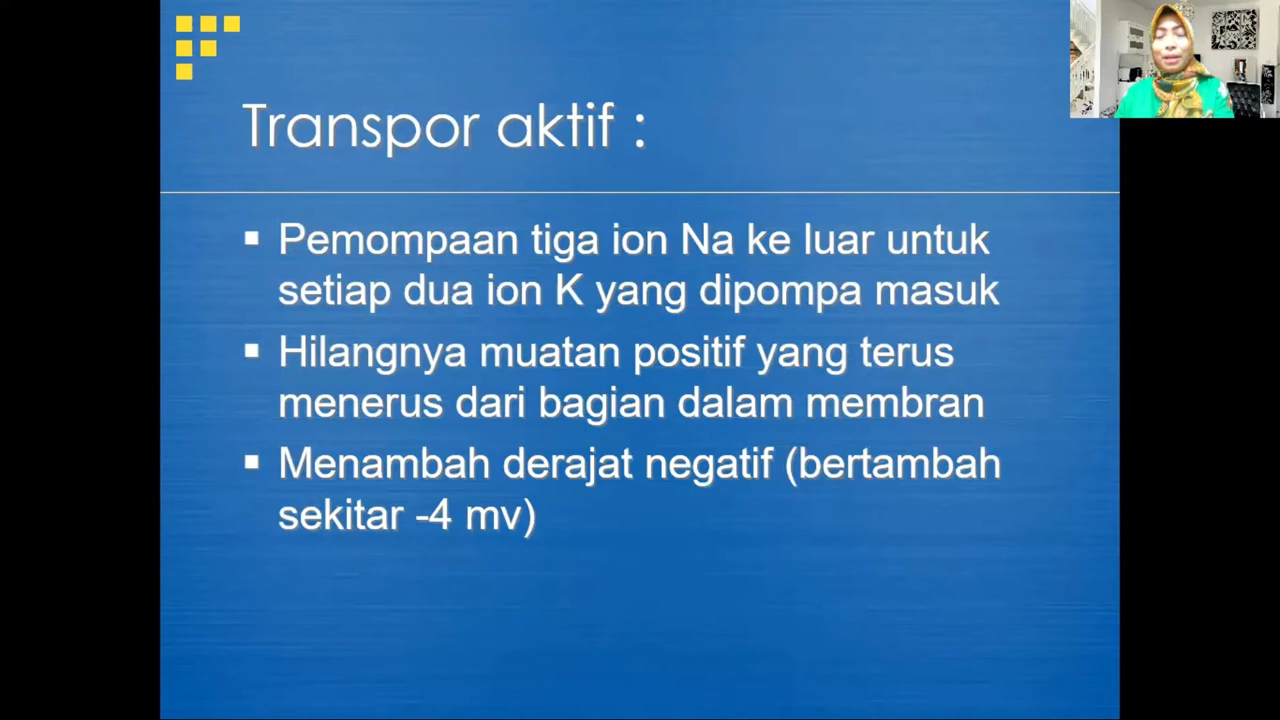 Transpor aktif :
Pemompaan tiga ion Na ke luar untuk
setiap dua ion K yang dipompa masuk
Hilangnya muatan positif yang terus
menerus dari bagian dalam membran
Menambah derajat negatif (bertambah
sekitar -4 mv)